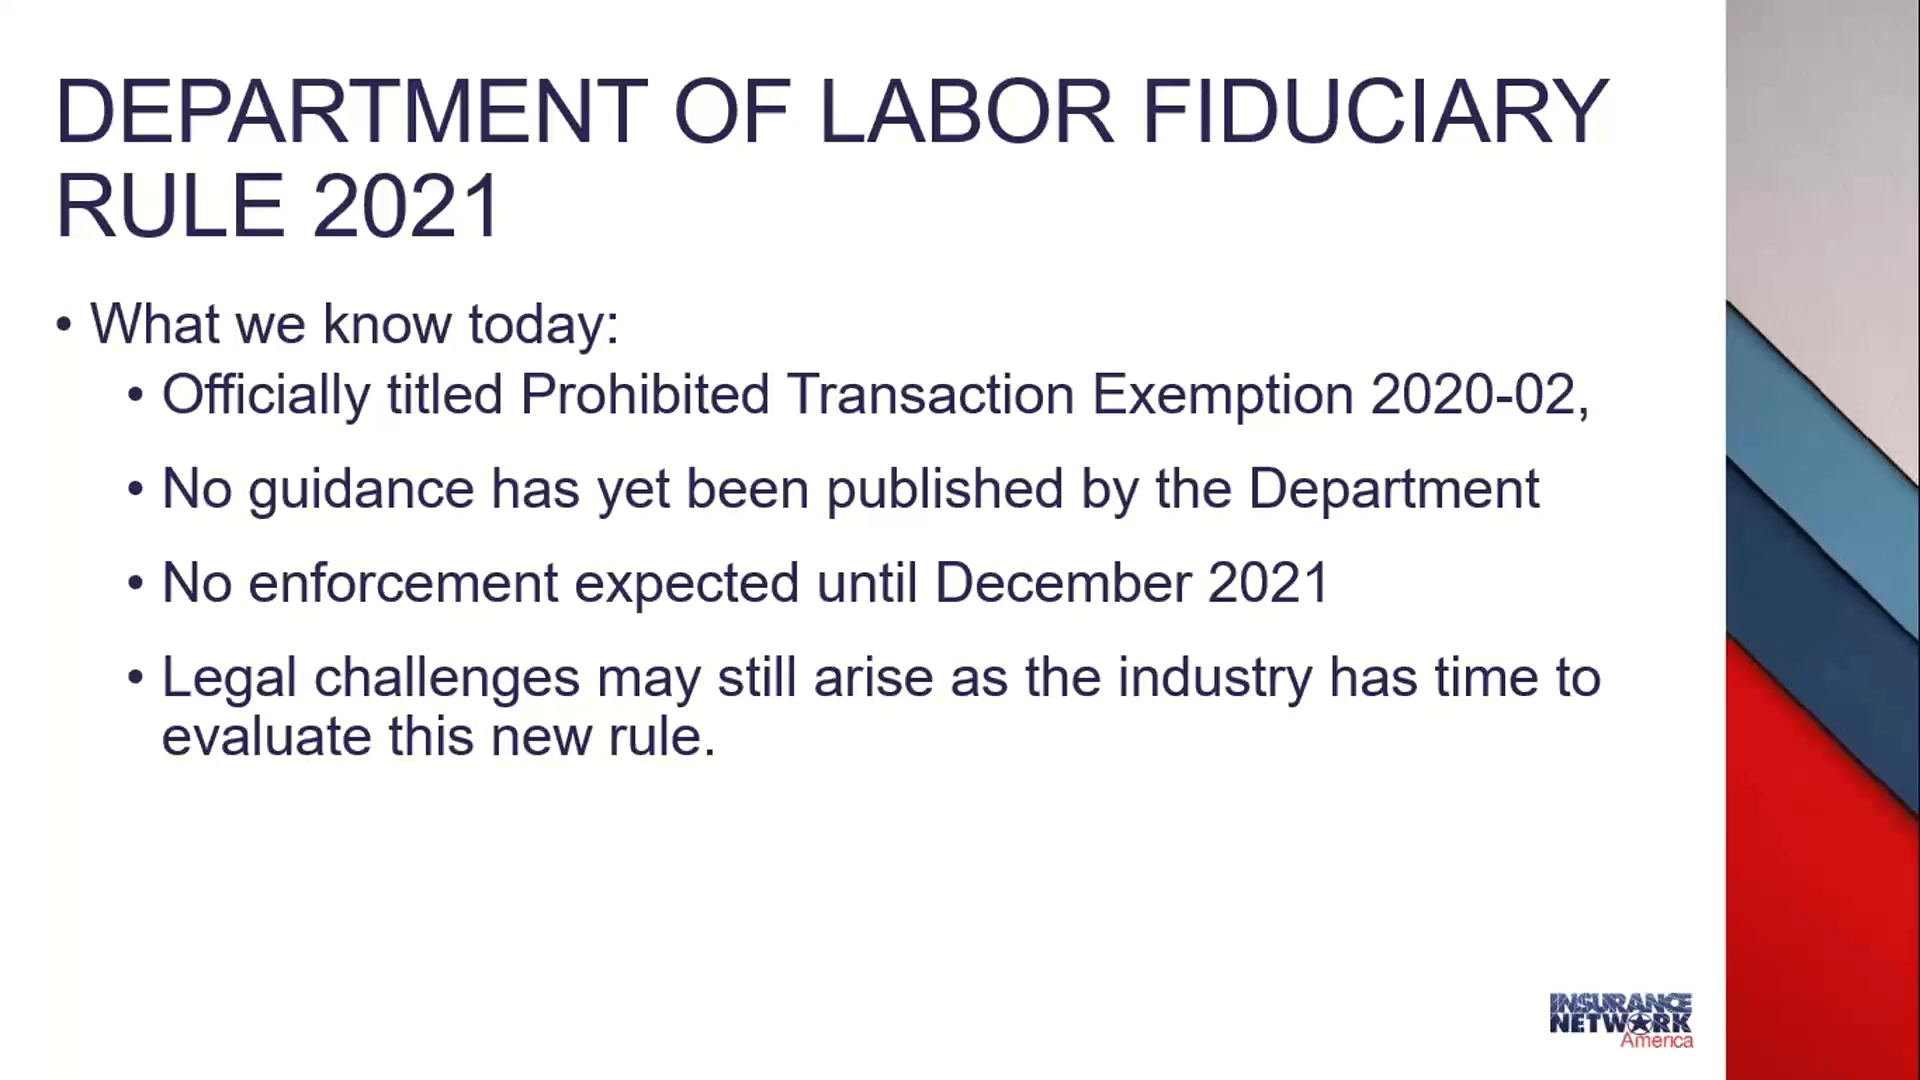 DEPARTMENT OF LABOR FIDUCIARY
RULE 2021
• What we know today:
• Officially titled Prohibited Transaction Exemption 2020-02,
• No guidance has yet been published by the Department
• No enforcement expected until December 2021
• Legal challenges may still arise as the industry has time to
evaluate this new rule.
INSURANCE
NETWORK
America